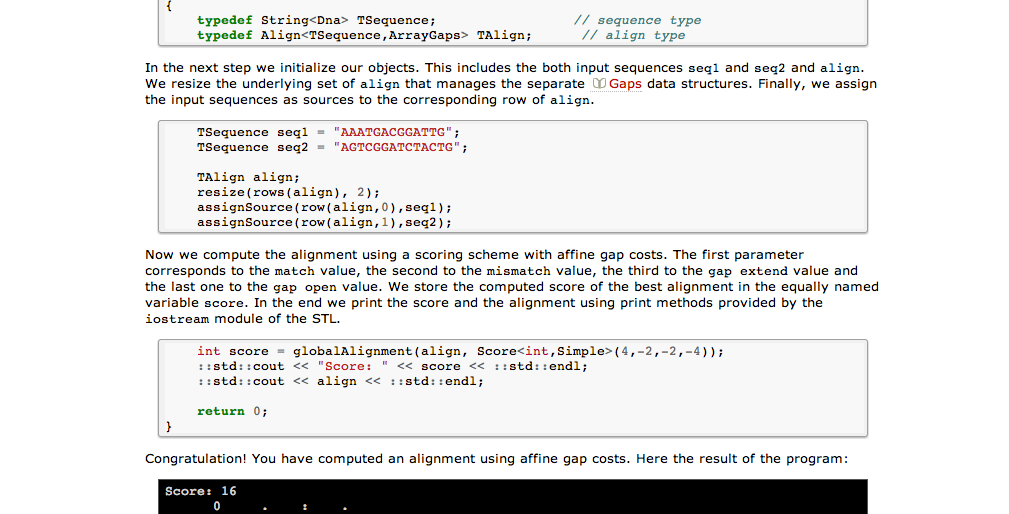 {
typedef String<Dna> TSequence; // sequence type
typedef Align<TSequence,ArrayGaps> TAlign; // align type
In the next step we initialize our objects. This includes the both input sequences seq1 and seq2 and align.
We resize the underlying set of align that manages the separate Gaps data structures. Finally, we assign
the input sequences as sources to the corresponding row of align.
TSequence seq1 = "AAATGACGGATTG";
TSequence seq2 = "AGTCGGATCTACTG";
TAlign align;
resize(rows(align), 2);
assignSource(row(align,0),seq1);
assignSource(row(align,1),seq2);
Now we compute the alignment using a scoring scheme with affine gap costs. The first parameter
corresponds to the match value, the second to the mismatch value, the third to the gap extend value and
the last one to the gap open value. We store the computed score of the best alignment in the equally named
variable score. In the end we print the score and the alignment using print methods provided by the
iostream module of the STL.
int score = globalAlignment(align, Score<int,Simple>(4,-2,-2,-4));
::std::cout << "Score: " << score << ::std::endl;
::std::cout << align << ::std::endl;
return 0;
}
Congratulation! You have computed an alignment using affine gap costs. Here the result of the program:
Score: 16
0 . : .